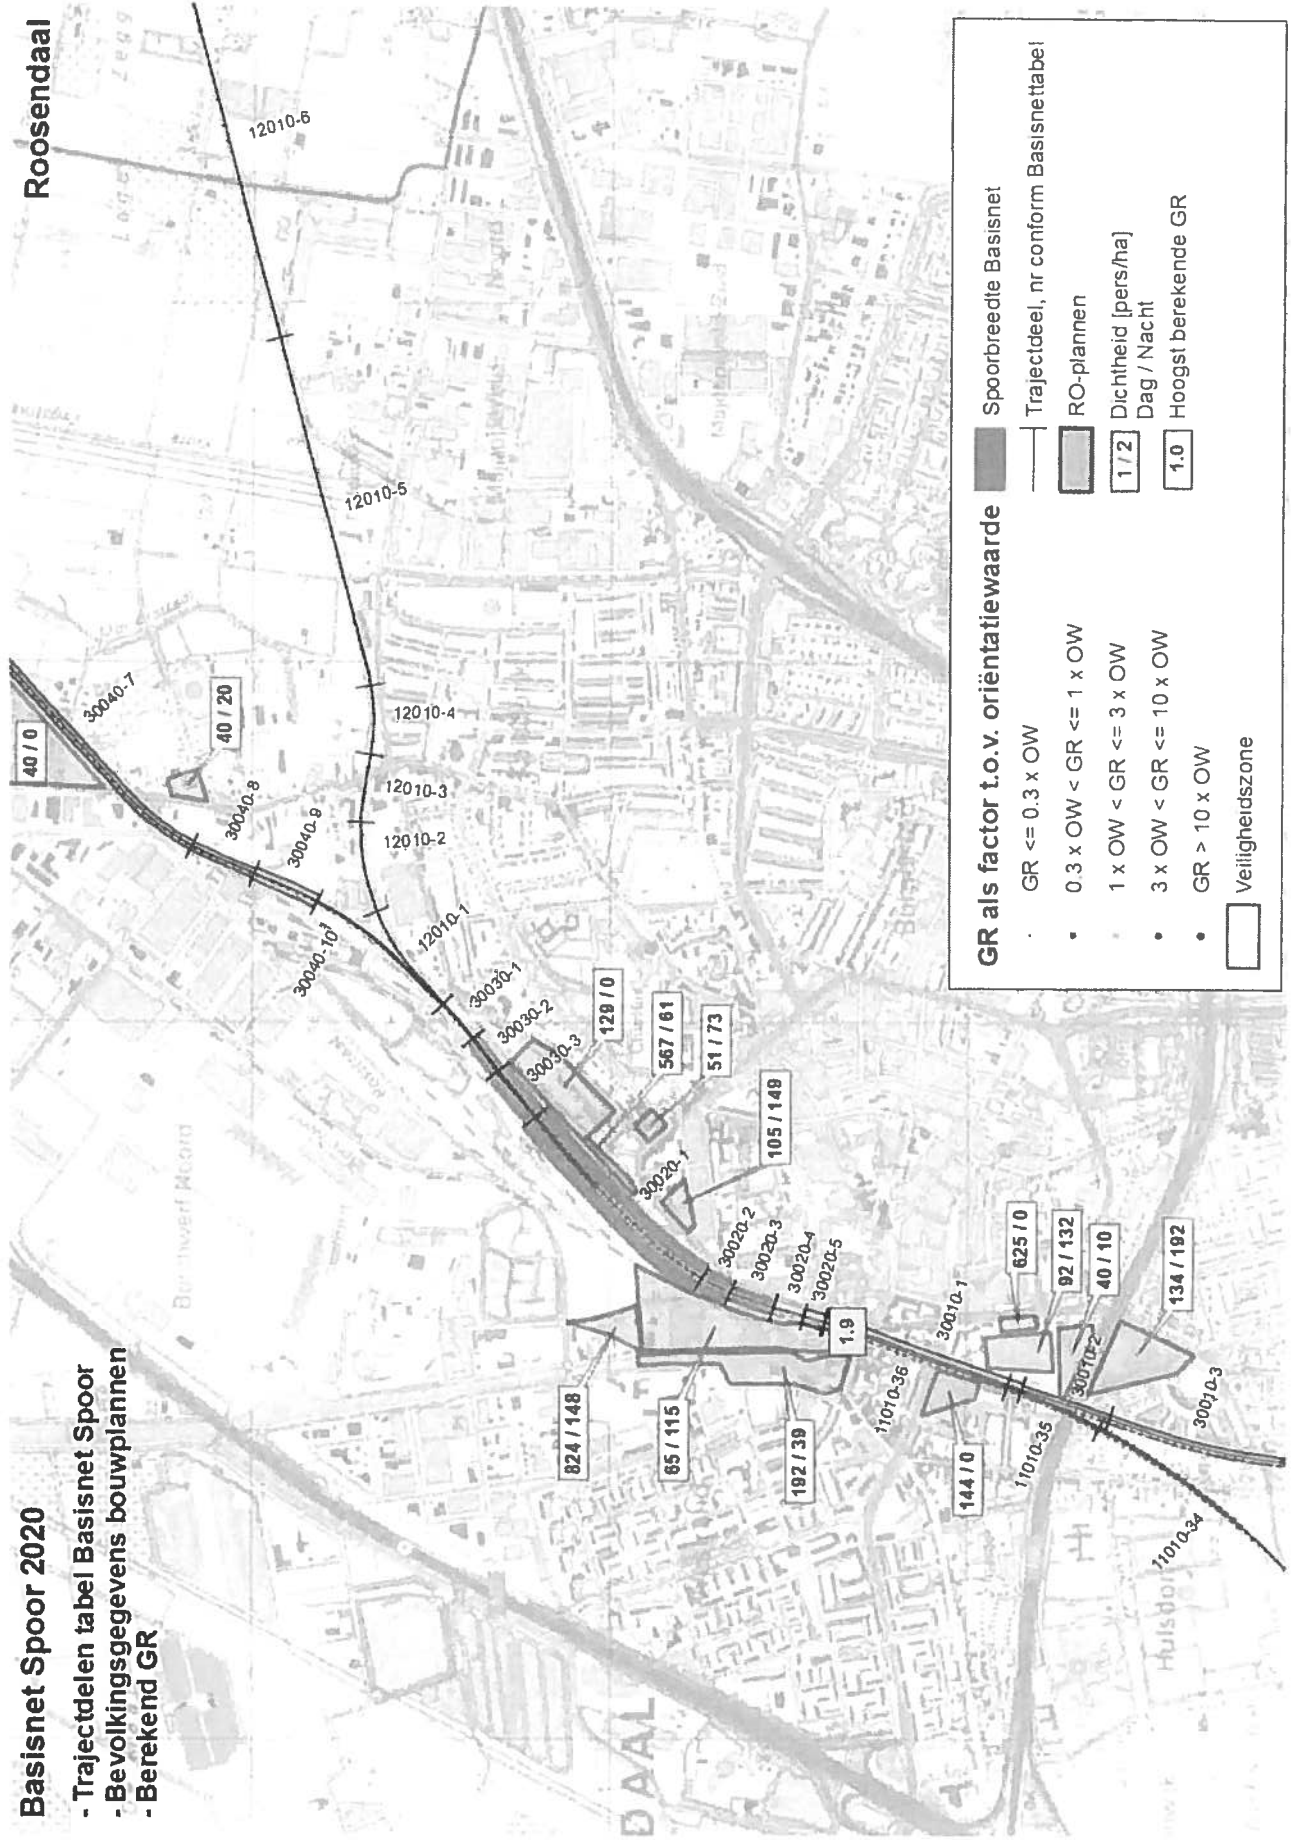 Basisnet Spoor 2020
- Trajectdelen tabel Basisnet Spoor
- Bevolkingsgegevens bouwplannen
- Berekend GR
Roosendaal
40 / 0
30040-7
40 / 20
30040-8
30040-9
30040-10
12010-6
12010-5
12010-4
12010-3
12010-2
12010-1
30030-1
30030-2
30030-3
129 / 0
567 / 61
51 / 73
105 / 149
30020-1
30020-2
30020-3
30020-4
30020-5
824 / 148
65 / 115
192 / 39
1.9
30010-1
11010-36
144 / 0
625 / 0
92 / 132
40 / 10
134 / 192
30010-2
11010-35
30010-3
11010-34
DAAL
Hulsdon
GR als factor t.o.v. oriëntatiewaarde
GR <= 0.3 x OW
0.3 x OW < GR <= 1 x OW
1 x OW < GR <= 3 x OW
3 x OW < GR <= 10 x OW
GR > 10 x OW
Veiligheidszone
Spoorbreedte Basisnet
Trajectdeel, nr conform Basisnettabel
RO-plannen
1 / 2
Dichtheid [pers/ha]
Dag / Nacht
1.0
Hoogst berekende GR